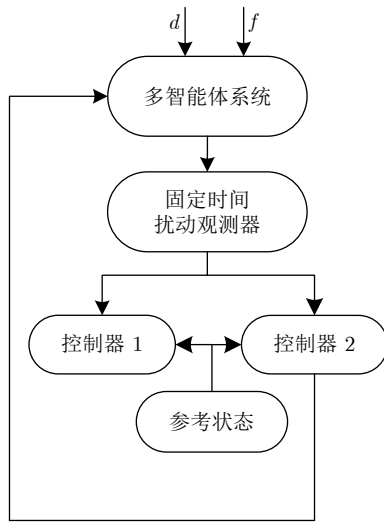 d f
多智能体系统
固定时间
扰动观测器
控制器 1 控制器 2
参考状态